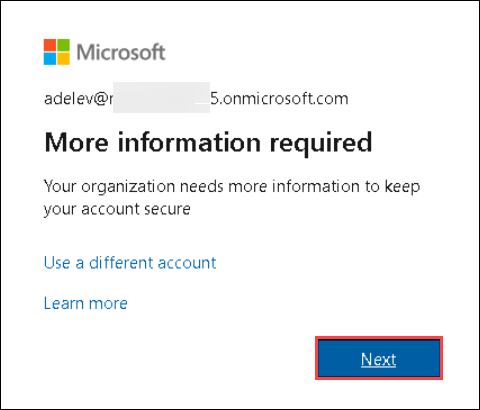 Microsoft
adelev@ 5.onmicrosoft.com
More information required
Your organization needs more information to keep
your account secure
Use a different account
Learn more
Next